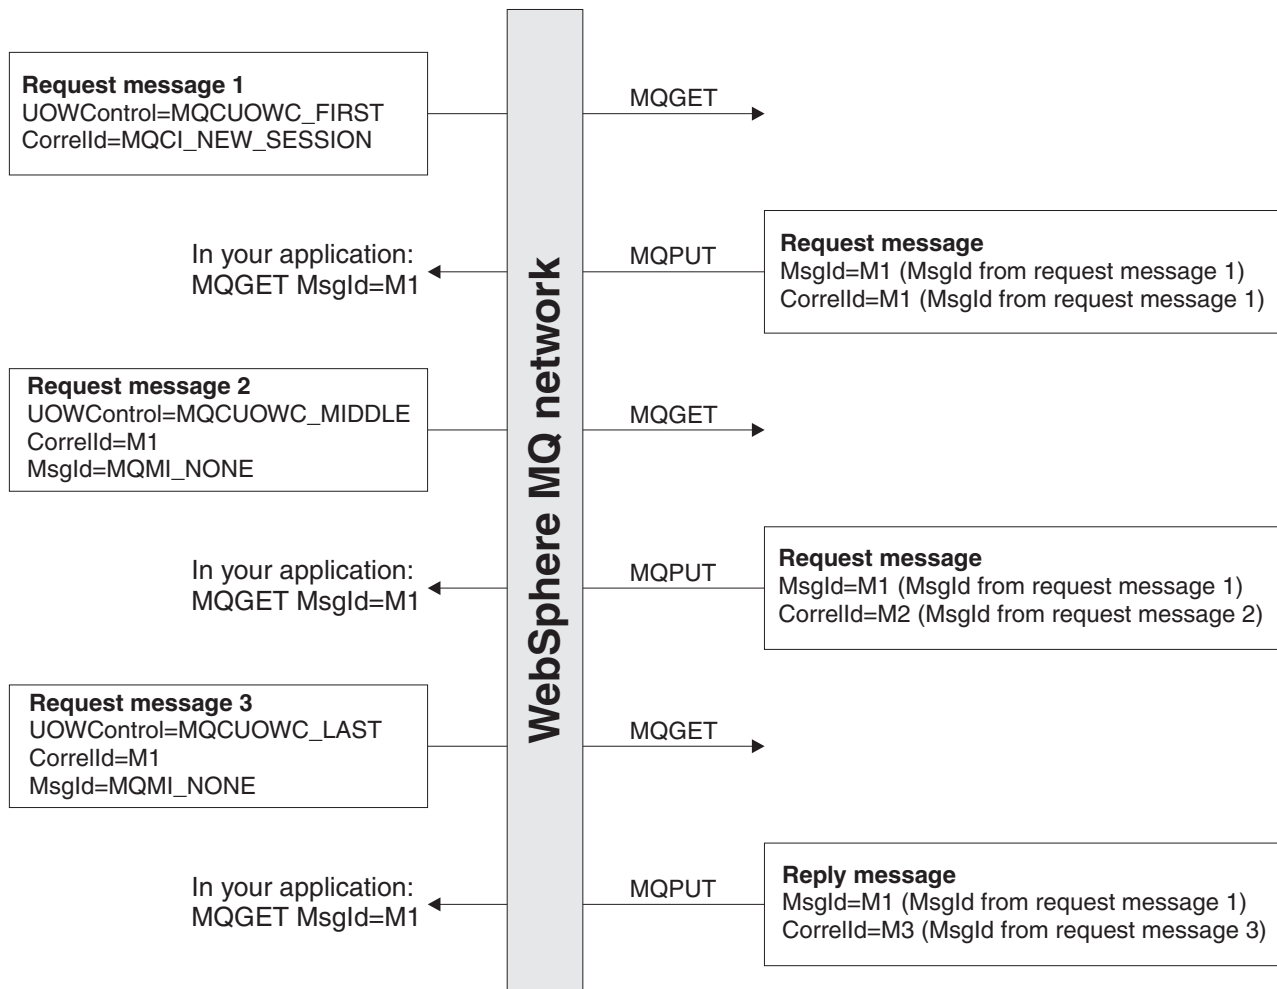 Request message 1
UOWControl=MQCUOWC_FIRST
CorrelId=MQCI_NEW_SESSION
MQGET
In your application:
MQGET MsgId=M1
MQPUT
Request message
MsgId=M1 (MsgId from request message 1)
CorrelId=M1 (MsgId from request message 1)
WebSphere MQ network
Request message 2
UOWControl=MQCUOWC_MIDDLE
CorrelId=M1
MsgId=MQMI_NONE
MQGET
In your application:
MQGET MsgId=M1
MQPUT
Request message
MsgId=M1 (MsgId from request message 1)
CorrelId=M2 (MsgId from request message 2)
Request message 3
UOWControl=MQCUOWC_LAST
CorrelId=M1
MsgId=MQMI_NONE
MQGET
In your application:
MQGET MsgId=M1
MQPUT
Reply message
MsgId=M1 (MsgId from request message 1)
CorrelId=M3 (MsgId from request message 3)